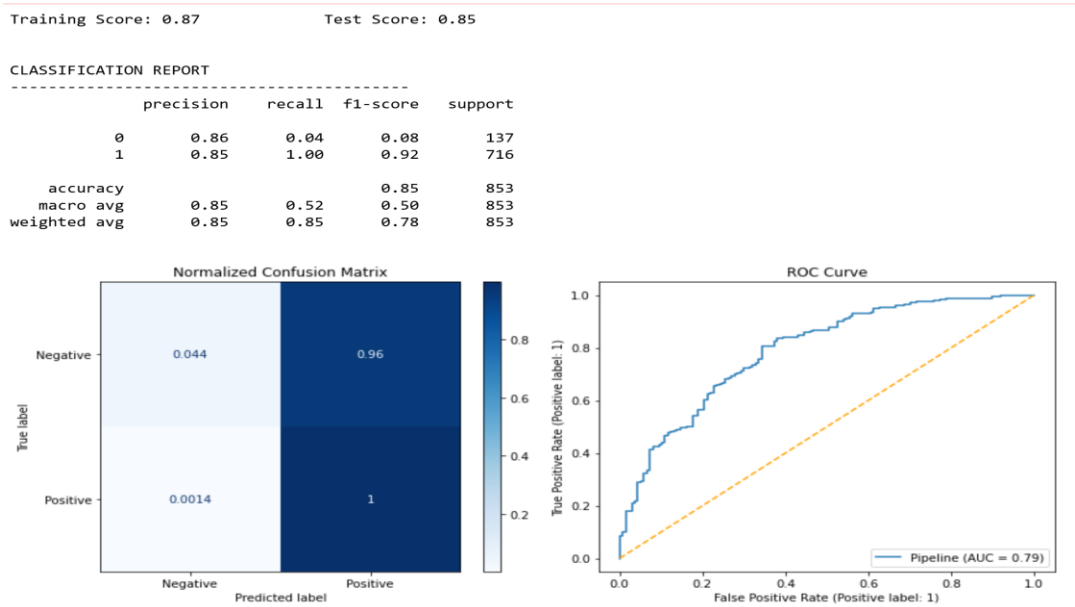 Training Score: 0.87 Test Score: 0.85
CLASSIFICATION REPORT
------------------------------------------
precision recall f1-score support
0 0.86 0.04 0.08 137
1 0.85 1.00 0.92 716
accuracy 0.85 853
macro avg 0.85 0.52 0.50 853
weighted avg 0.85 0.85 0.78 853
Normalized Confusion Matrix
Negative
Positive
True label
0.044 0.96
0.0014 1
Negative Positive
Predicted label
0.8
0.6
0.4
0.2
ROC Curve
True Positive Rate (Positive label: 1)
1.0
0.8
0.6
0.4
0.2
0.0
Pipeline (AUC = 0.79)
0.0 0.2 0.4 0.6 0.8 1.0
False Positive Rate (Positive label: 1)